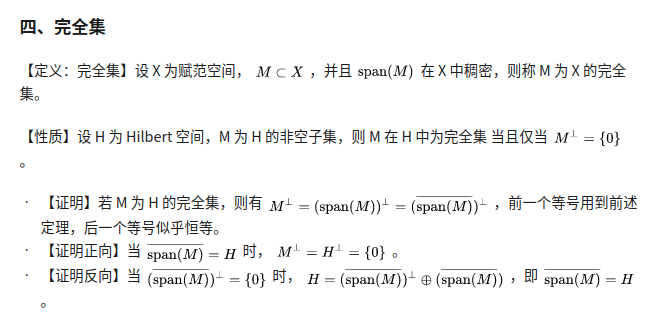 四、完全集
【定义：完全集】设 X 为赋范空间， $M \subset X$ ，并且 $\mathrm{span}(M)$ 在 X 中稠密，则称 M 为 X 的完全
集。
【性质】设 H 为 Hilbert 空间，M 为 H 的非空子集，则 M 在 H 中为完全集 当且仅当 $M^{\perp} = \{0\}$
。
· 【证明】若 M 为 H 的完全集，则有 $M^{\perp} = (\mathrm{span}(M))^{\perp} = (\overline{\mathrm{span}(M)})^{\perp}$ ，前一个等号用到前述
定理，后一个等号似乎恒等。
· 【证明正向】当 $\overline{\mathrm{span}(M)} = H$ 时， $M^{\perp} = H^{\perp} = \{0\}$ 。
· 【证明反向】当 $(\overline{\mathrm{span}(M)})^{\perp} = \{0\}$ 时， $H = (\overline{\mathrm{span}(M)})^{\perp} \oplus (\overline{\mathrm{span}(M)})$ ，即 $\overline{\mathrm{span}(M)} = H$
。